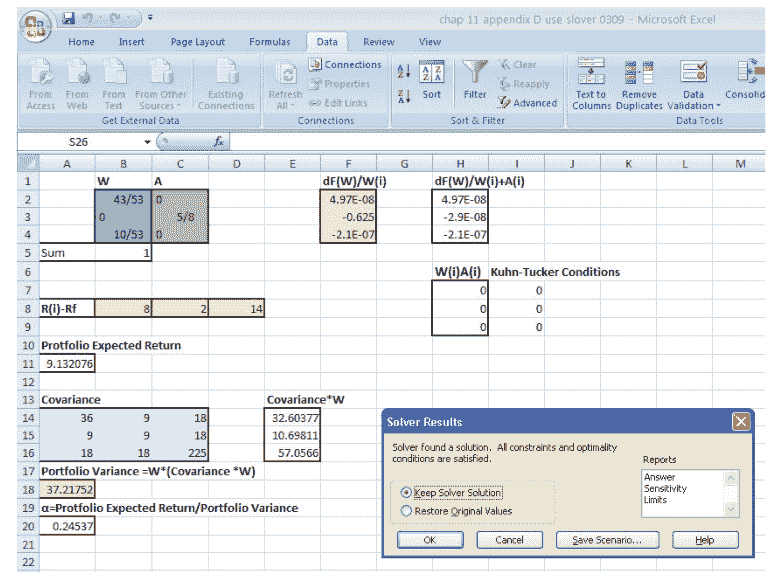 chap 11 appendix D use slover 0309 - Microsoft Excel
Home Insert Page Layout Formulas Data Review View
From Access From Web From Text From Other Sources Existing Connections
Get External Data
Refresh All Connections Properties Edit Links
Connections
Sort Filter Clear Reapply Advanced
Sort & Filter
Text to Columns Remove Duplicates Data Validation Consolid
Data Tools
S26 fx
A B C D E F G H I J K L M
1 W A dF(W)/W(i) dF(W)/W(i)+A(i)
2 43/53 0 4.97E-08 4.97E-08
3 0 5/8 -0.625 -2.9E-08
4 10/53 0 -2.1E-07 -2.1E-07
5 Sum 1
6 W(i)A(i) Kuhn-Tucker Conditions
7 0 0
8 R(i)-Rf 8 2 14 0 0
9 0 0
10 Protfolio Expected Return
11 9.132076
12
13 Covariance Covariance*W
14 36 9 18 32.60377
15 9 9 18 10.69811
16 18 18 225 57.0566
17 Portfolio Variance =W*(Covariance *W)
18 37.21752
19 α=Protfolio Expected Return/Portfolio Variance
20 0.24537
21
22
Solver Results
Solver found a solution. All constraints and optimality
conditions are satisfied.
Reports
Answer
Sensitivity
Limits
Keep Solver Solution
Restore Original Values
OK Cancel Save Scenario... Help